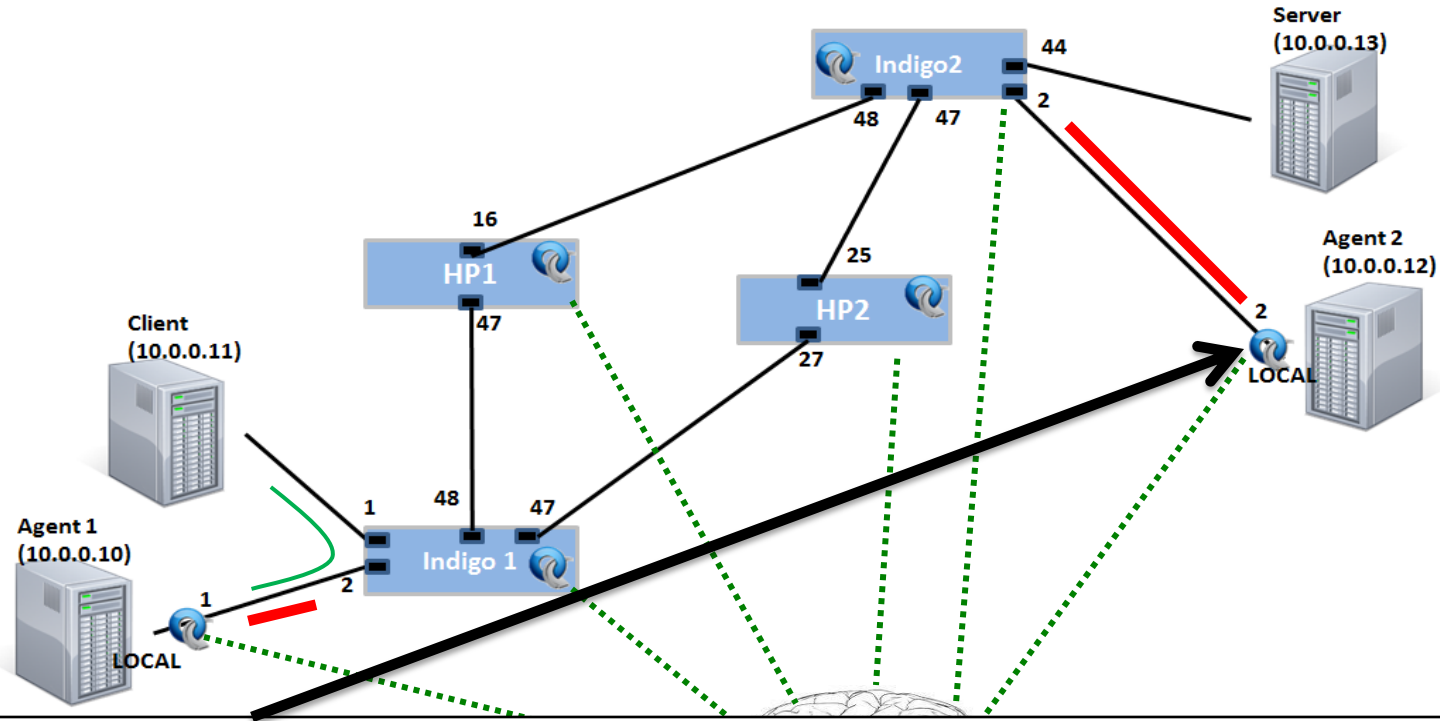 Server
(10.0.0.13)
44
Indigo2
2
48
47
16
Agent 2
(10.0.0.12)
25
HP1
HP2
2
Client
(10.0.0.11)
47
27
LOCAL
48
47
1
Agent 1
(10.0.0.10)
Indigo 1
2
1
LOCAL